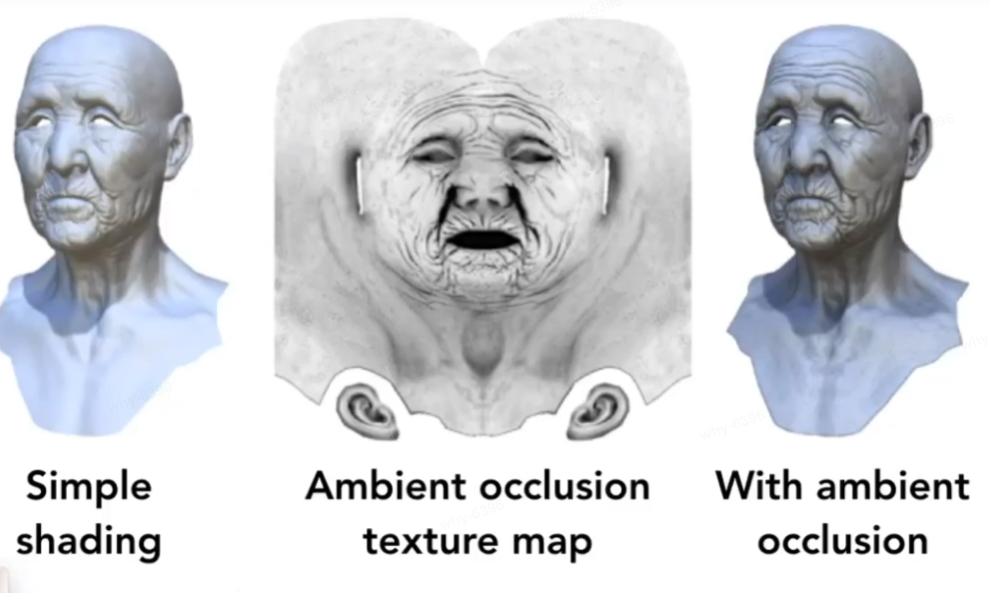 Simple
shading
Ambient occlusion
texture map
With ambient
occlusion